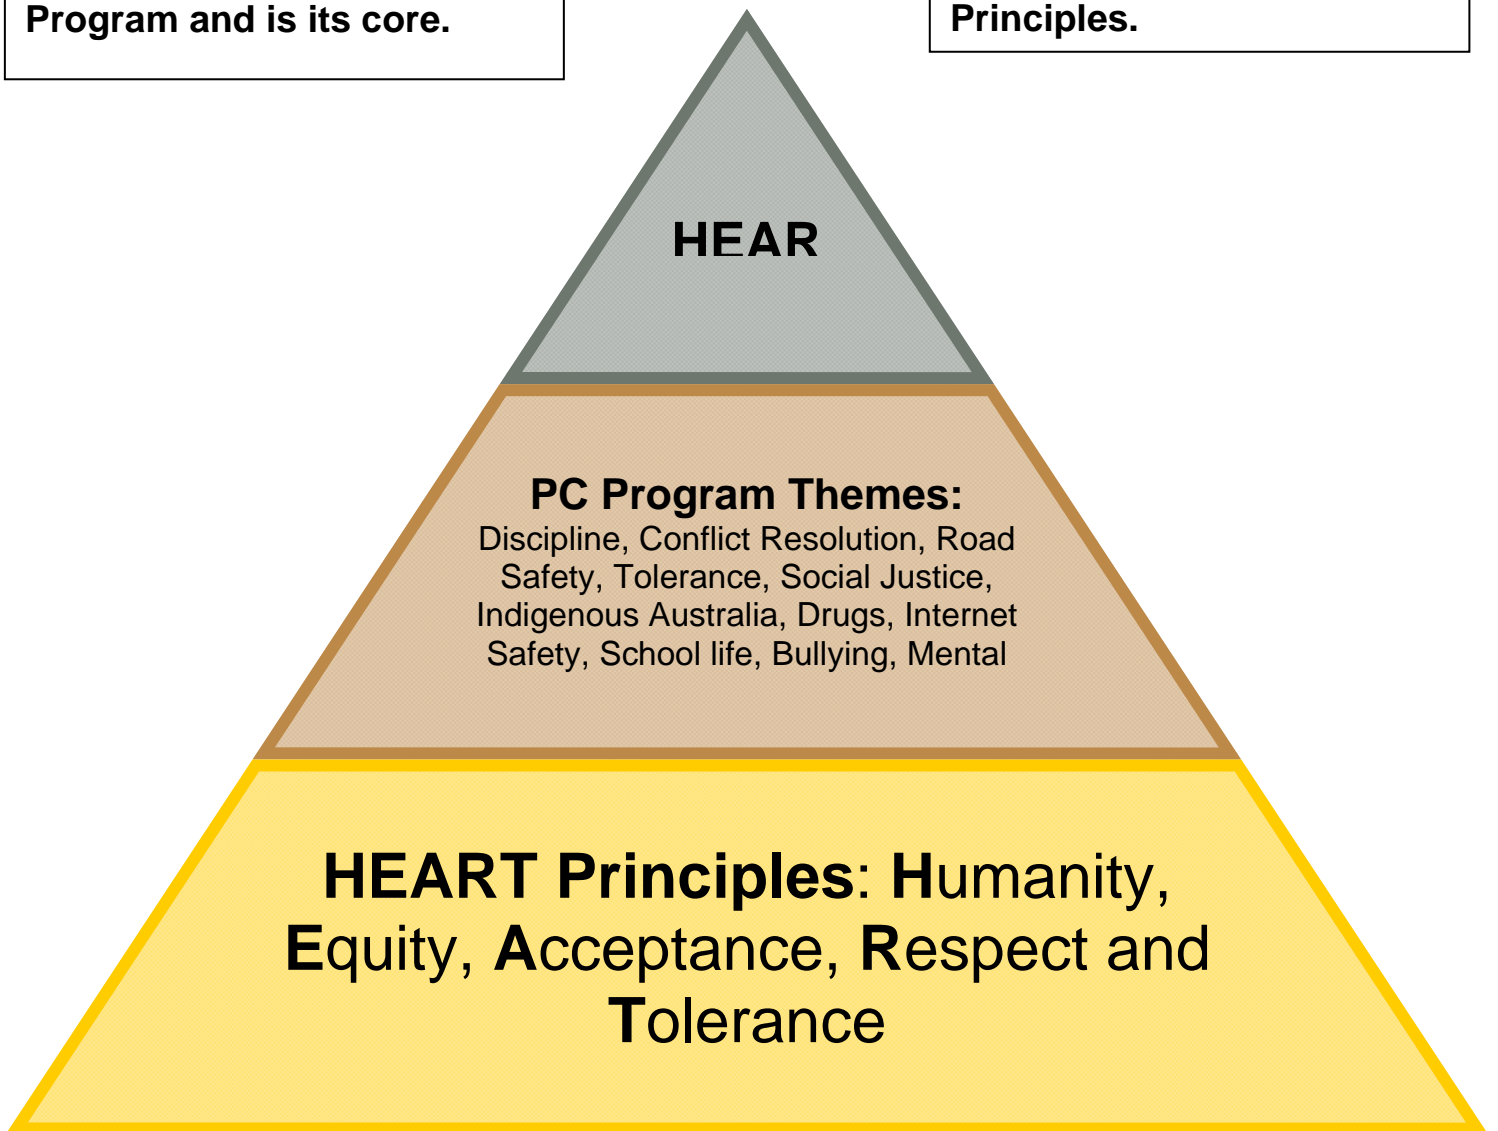 Program and is its core.
Principles.
HEAR
PC Program Themes:
Discipline, Conflict Resolution, Road
Safety, Tolerance, Social Justice,
Indigenous Australia, Drugs, Internet
Safety, School life, Bullying, Mental
HEART Principles: Humanity,
Equity, Acceptance, Respect and
Tolerance